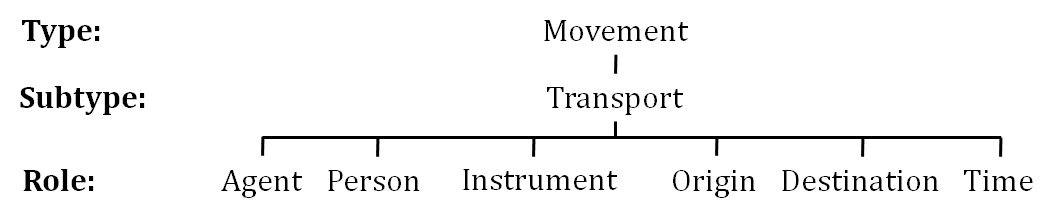 Type: Movement
Subtype: Transport
Role: Agent Person Instrument Origin Destination Time